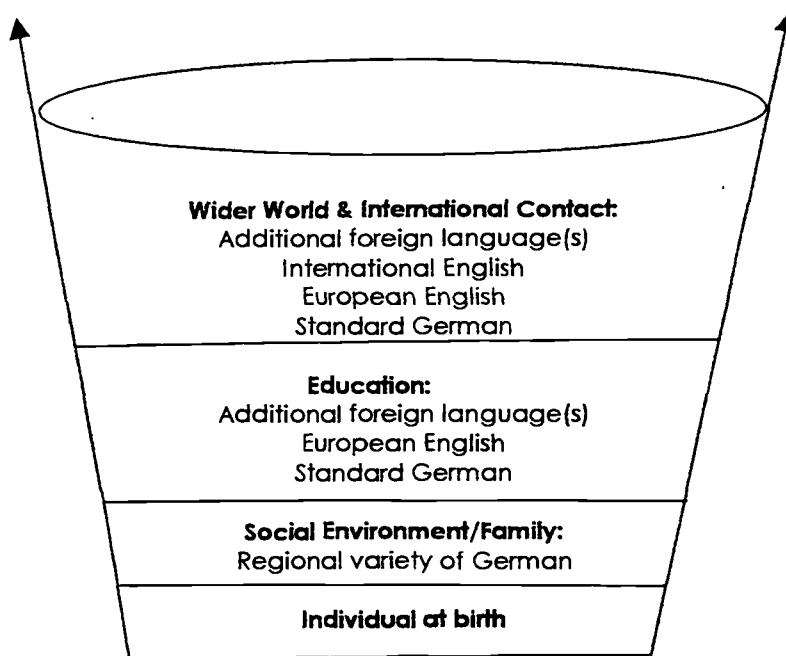 Wider World & International Contact:
Additional foreign language(s)
International English
European English
Standard German
Education:
Additional foreign language(s)
European English
Standard German
Social Environment/Family:
Regional variety of German
Individual at birth